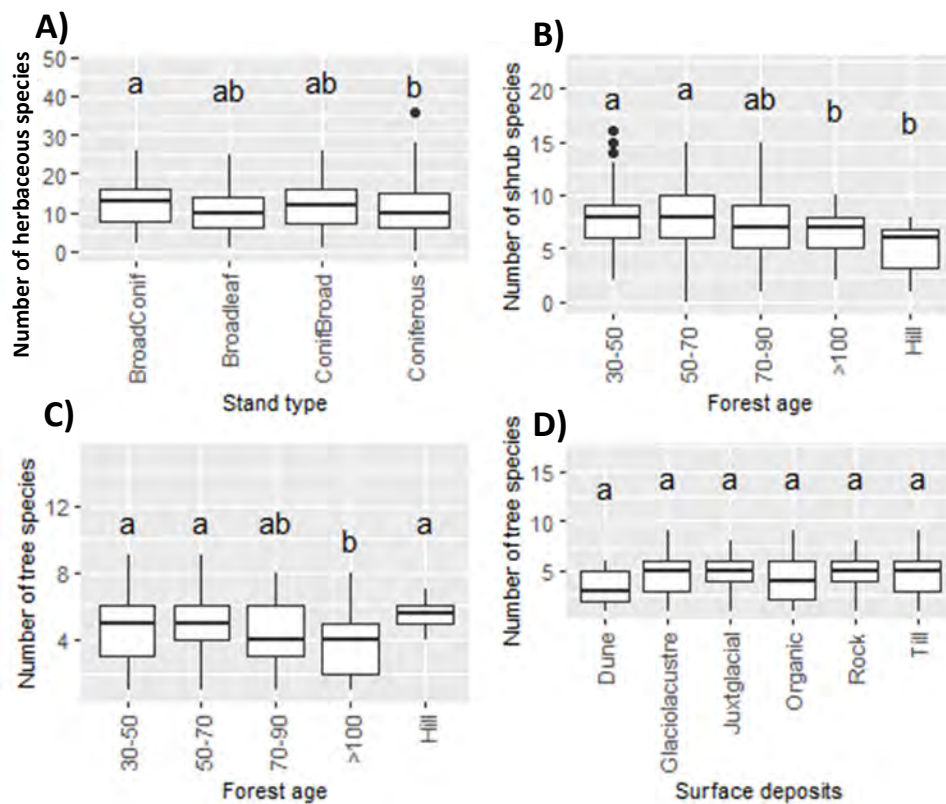 A)
Number of herbaceous species
50
40
30
20
10
0
a
ab
ab
b
BroadConif
Broadleaf
ConifBroad
Coniferous
Stand type
B)
Number of shrub species
20
15
10
5
0
a
a
ab
b
b
30-50
50-70
70-90
>100
Hill
Forest age
C)
Number of tree species
12
8
4
a
a
ab
b
a
30-50
50-70
70-90
>100
Hill
Forest age
D)
Number of tree species
15
10
5
a
a
a
a
a
a
Dune
Glaciolacustre
Juxtglacial
Organic
Rock
Till
Surface deposits